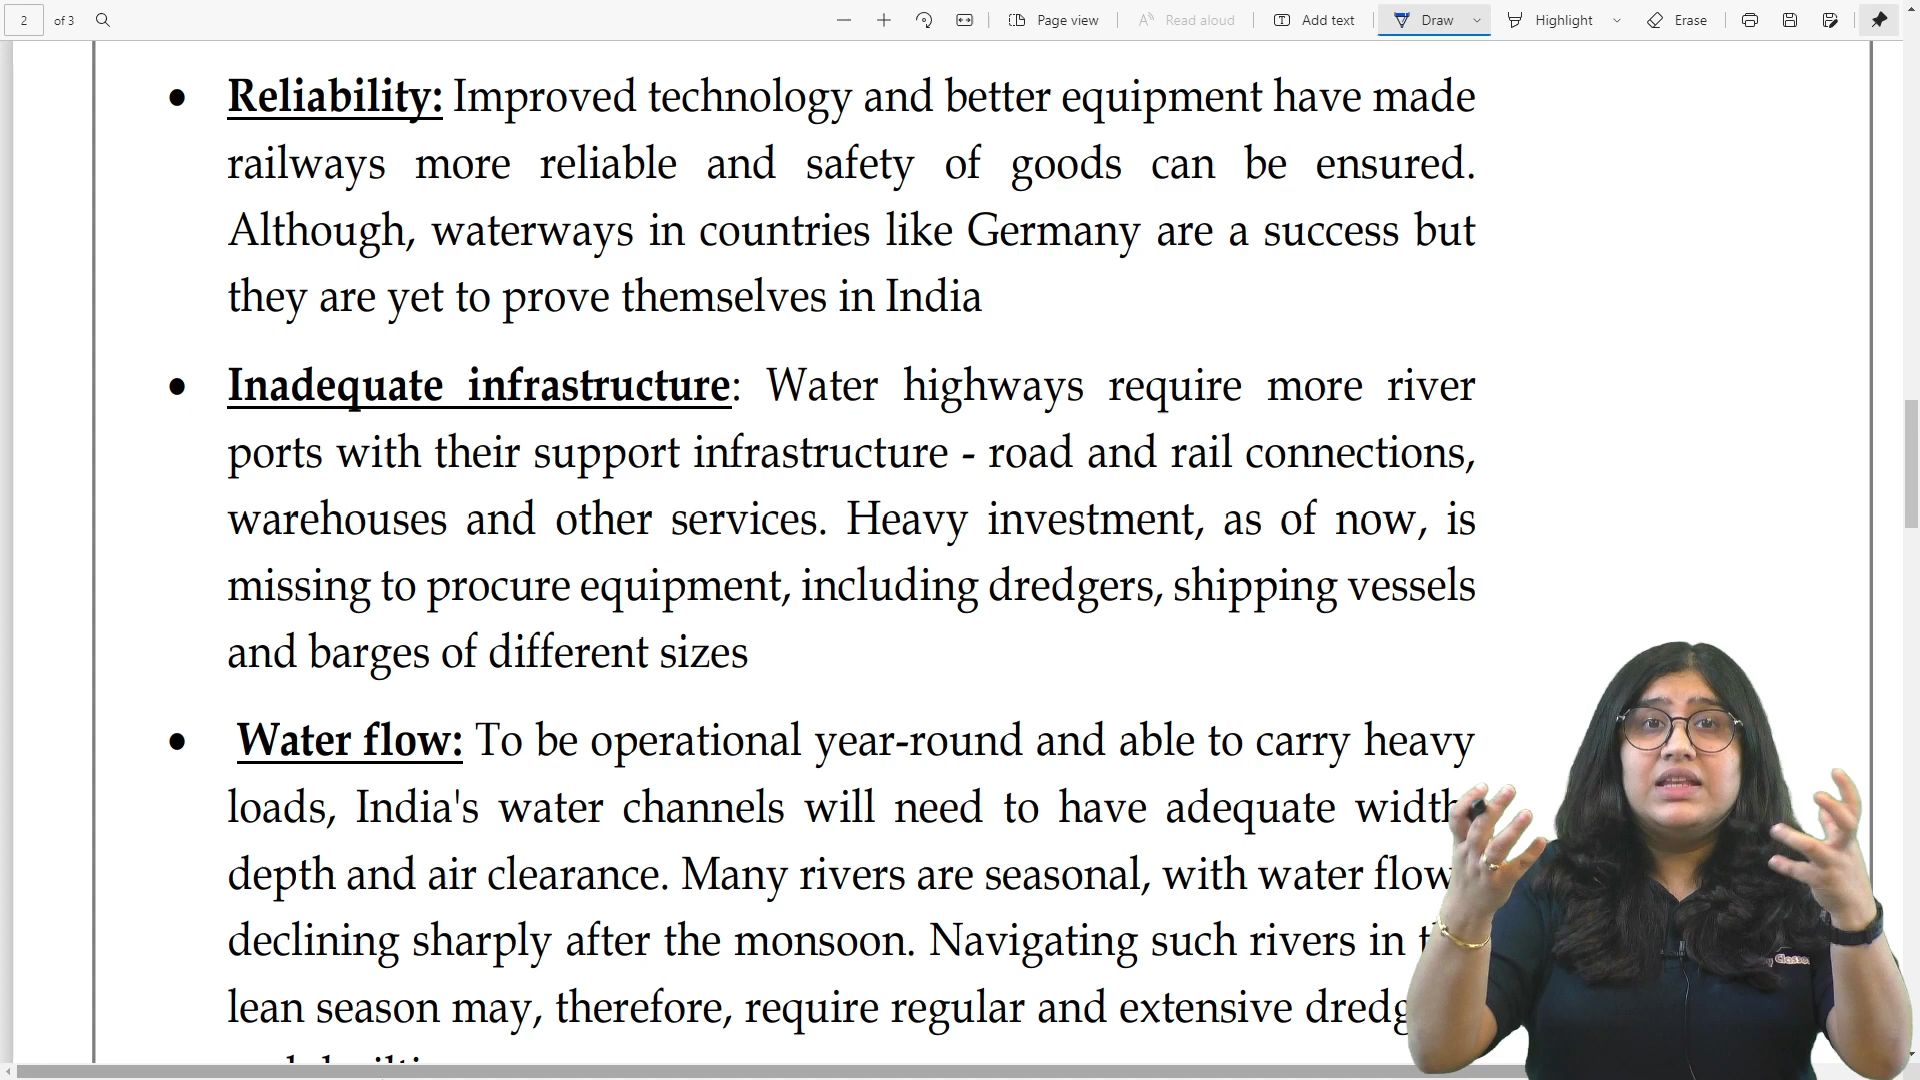 2 of 3 Page view Read aloud Add text Draw Highlight Erase
Reliability: Improved technology and better equipment have made
railways more reliable and safety of goods can be ensured.
Although, waterways in countries like Germany are a success but
they are yet to prove themselves in India
Inadequate infrastructure: Water highways require more river
ports with their support infrastructure - road and rail connections,
warehouses and other services. Heavy investment, as of now, is
missing to procure equipment, including dredgers, shipping vessels
and barges of different sizes
Water flow: To be operational year-round and able to carry heavy
loads, India's water channels will need to have adequate width
depth and air clearance. Many rivers are seasonal, with water flow
declining sharply after the monsoon. Navigating such rivers in
lean season may, therefore, require regular and extensive